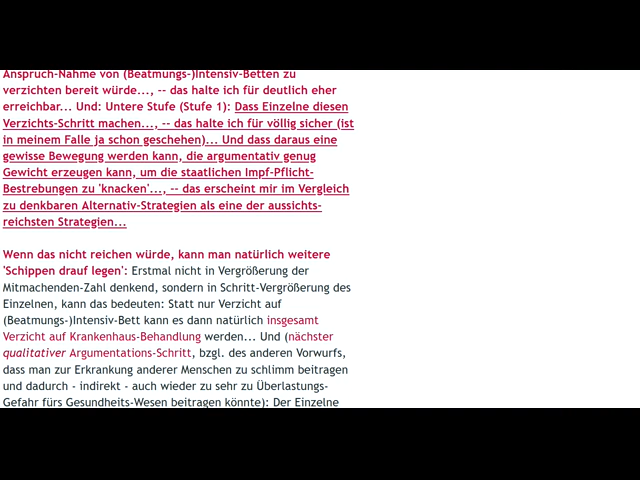 Anspruch-Nahme von (Beatmungs-)Intensiv-Betten zu
verzichten bereit würde..., -- das halte ich für deutlich eher
erreichbar... Und: Untere Stufe (Stufe 1): Dass Einzelne diesen
Verzichts-Schritt machen..., -- das halte ich für völlig sicher (ist
in meinem Falle ja schon geschehen)... Und dass daraus eine
gewisse Bewegung werden kann, die argumentativ genug
Gewicht erzeugen kann, um die staatlichen Impf-Pflicht-
Bestrebungen zu 'knacken'..., -- das erscheint mir im Vergleich
zu denkbaren Alternativ-Strategien als eine der aussichts-
reichsten Strategien...
Wenn das nicht reichen würde, kann man natürlich weitere
'Schippen drauf legen': Erstmal nicht in Vergrößerung der
Mitmachenden-Zahl denkend, sondern in Schritt-Vergrößerung des
Einzelnen, kann das bedeuten: Statt nur Verzicht auf
(Beatmungs-)Intensiv-Bett kann es dann natürlich insgesamt
Verzicht auf Krankenhaus-Behandlung werden... Und (nächster
qualitativer Argumentations-Schritt, bzgl. des anderen Vorwurfs,
dass man zur Erkrankung anderer Menschen zu schlimm beitragen
und dadurch - indirekt - auch wieder zu sehr zu Überlastungs-
Gefahr fürs Gesundheits-Wesen beitragen könnte): Der Einzelne